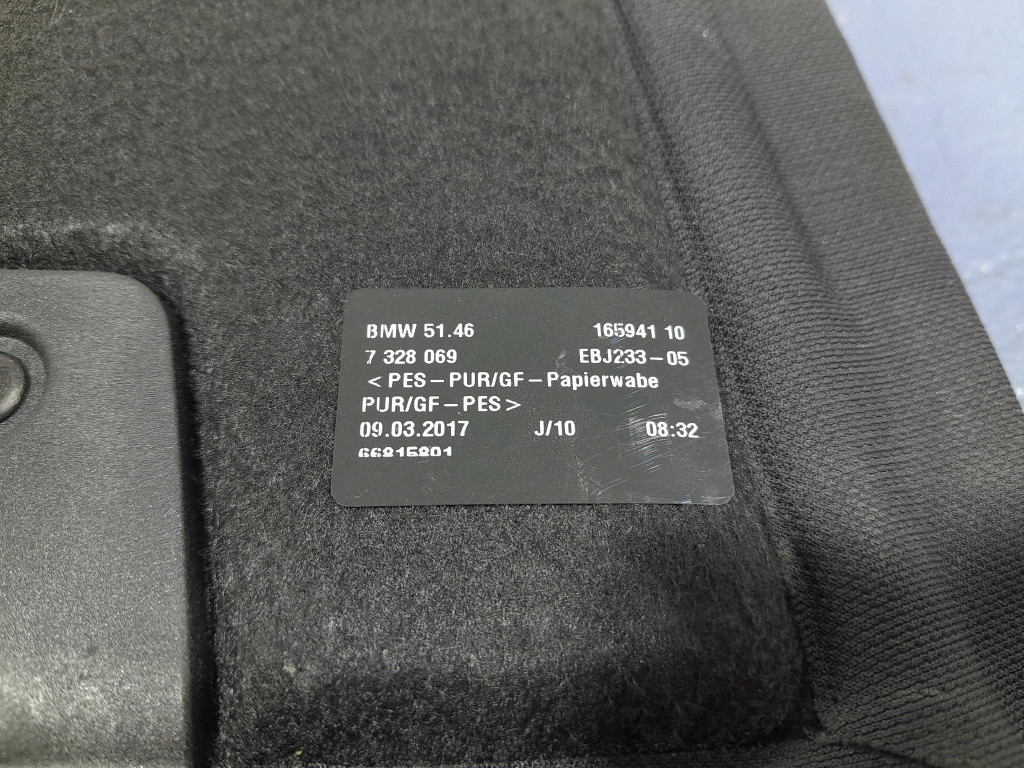 BMW 51.46 165941 10
7 328 069 EBJ233-05
<PES-PUR/GF-Papierwabe
PUR/GF-PES>
09.03.2017 J/10 08:32
66815801